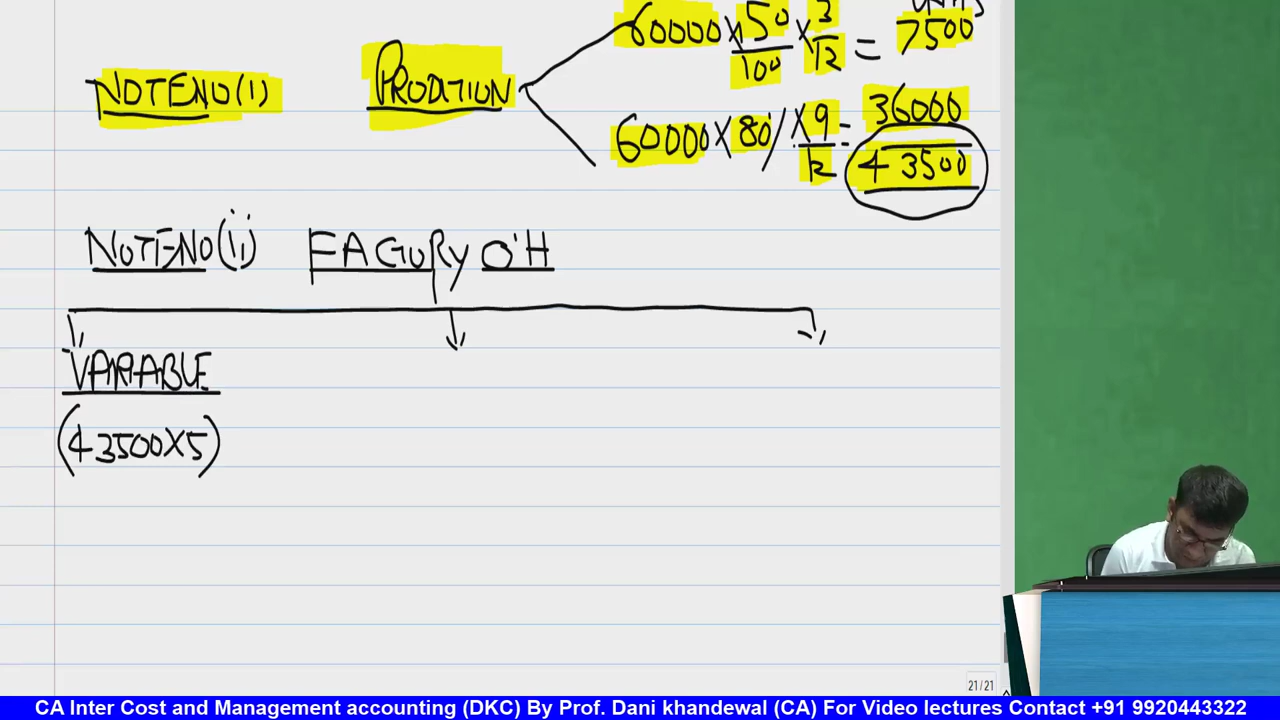 UNITS
60000 × 50/100 × 3/12 = 7500
NOTE NO (i) PRODUTION
60000 × 80% × 9/12 = 36000
43500
NOTE NO (ii) FACTORY O'H
VARIABLE
(43500×5)
21/21
CA Inter Cost and Management accounting (DKC) By Prof. Dani khandewal (CA) For Video lectures Contact +91 9920443322